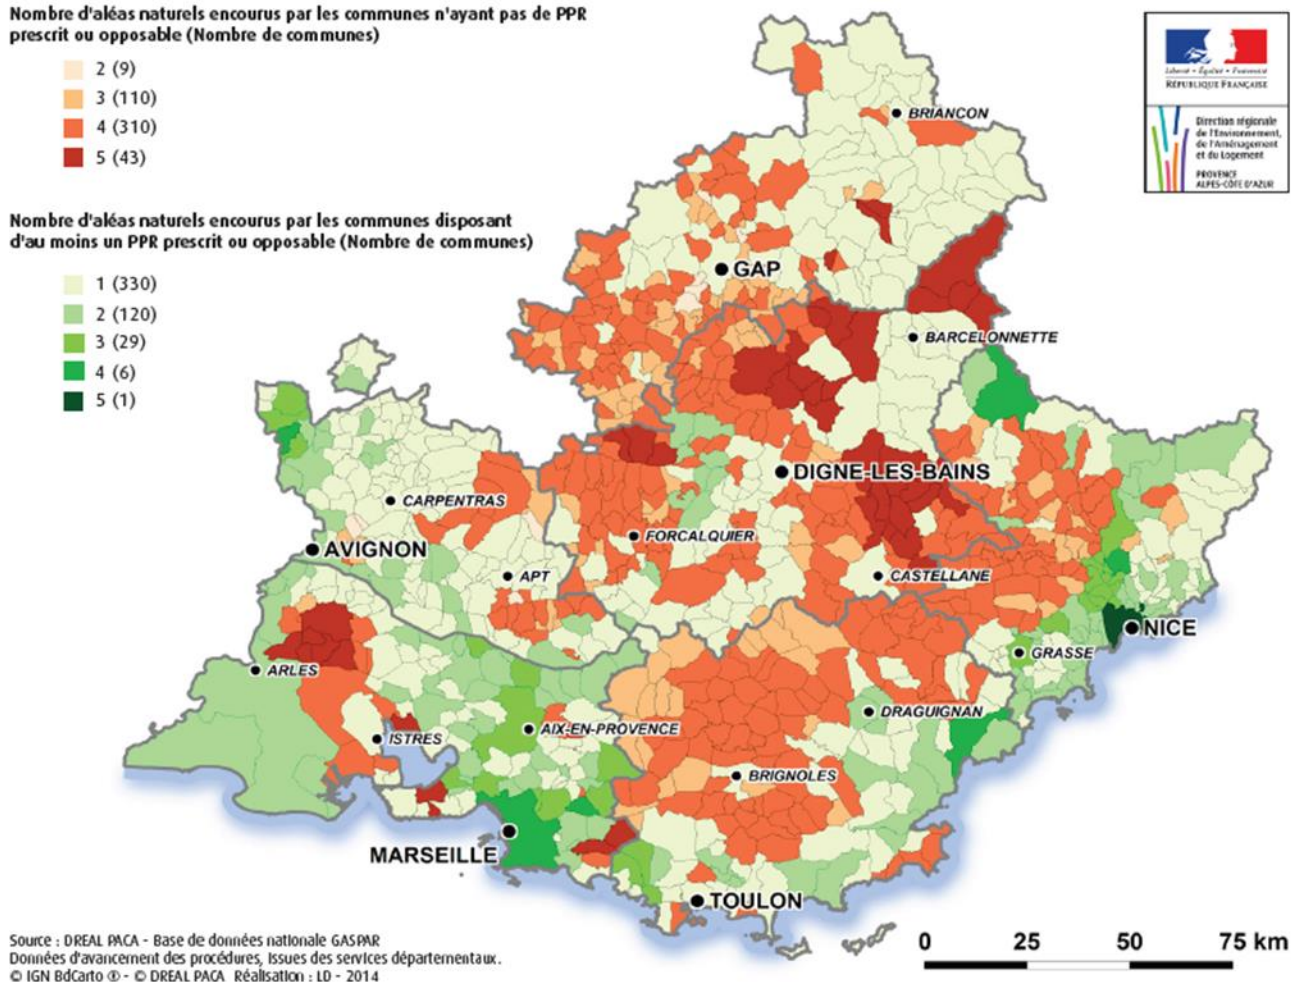 Nombre d'aléas naturels encourus par les communes n'ayant pas de PPR
prescrit ou opposable (Nombre de communes)
2 (9)
3 (110)
4 (310)
5 (43)
Nombre d'aléas naturels encourus par les communes disposant
d'au moins un PPR prescrit ou opposable (Nombre de communes)
1 (330)
2 (120)
3 (29)
4 (6)
5 (1)
Liberté • Égalité • Fraternité
RÉPUBLIQUE FRANÇAISE
Direction régionale
de l'Environnement,
de l'Aménagement
et du Logement
PROVENCE
ALPES-CÔTE D'AZUR
BRIANCON
GAP
BARCELONNETTE
DIGNE-LES-BAINS
CARPENTRAS
FORCALQUIER
AVIGNON
APT
CASTELLANE
NICE
GRASSE
ARLES
DRAGUIGNAN
AIX-EN-PROVENCE
ISTRES
BRIGNOLES
MARSEILLE
TOULON
Source : DREAL PACA - Base de données nationale GASPAR
Données d'avancement des procédures, issues des services départementaux.
© IGN BdCarto ® - © DREAL PACA Réalisation : LD - 2014
0 25 50 75 km